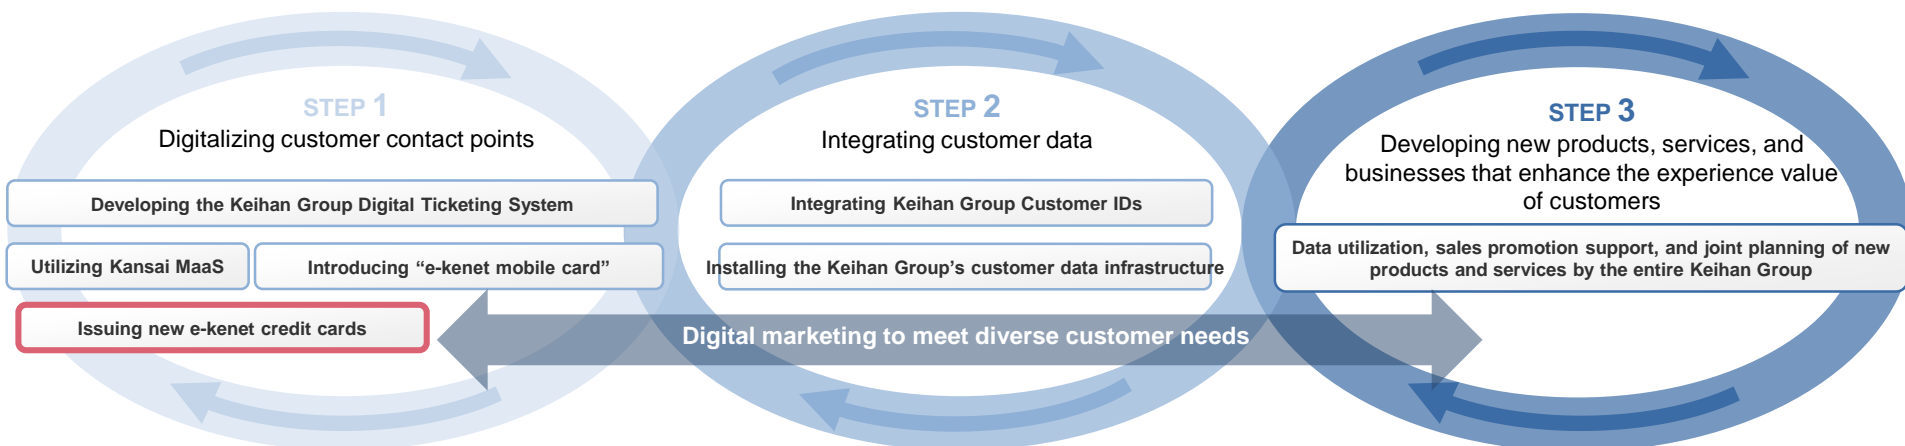 STEP 1
Digitalizing customer contact points
Developing the Keihan Group Digital Ticketing System
Utilizing Kansai MaaS
Introducing “e-kenet mobile card”
Issuing new e-kenet credit cards
STEP 2
Integrating customer data
Integrating Keihan Group Customer IDs
Installing the Keihan Group’s customer data infrastructure
Digital marketing to meet diverse customer needs
STEP 3
Developing new products, services, and
businesses that enhance the experience value
of customers
Data utilization, sales promotion support, and joint planning of new
products and services by the entire Keihan Group